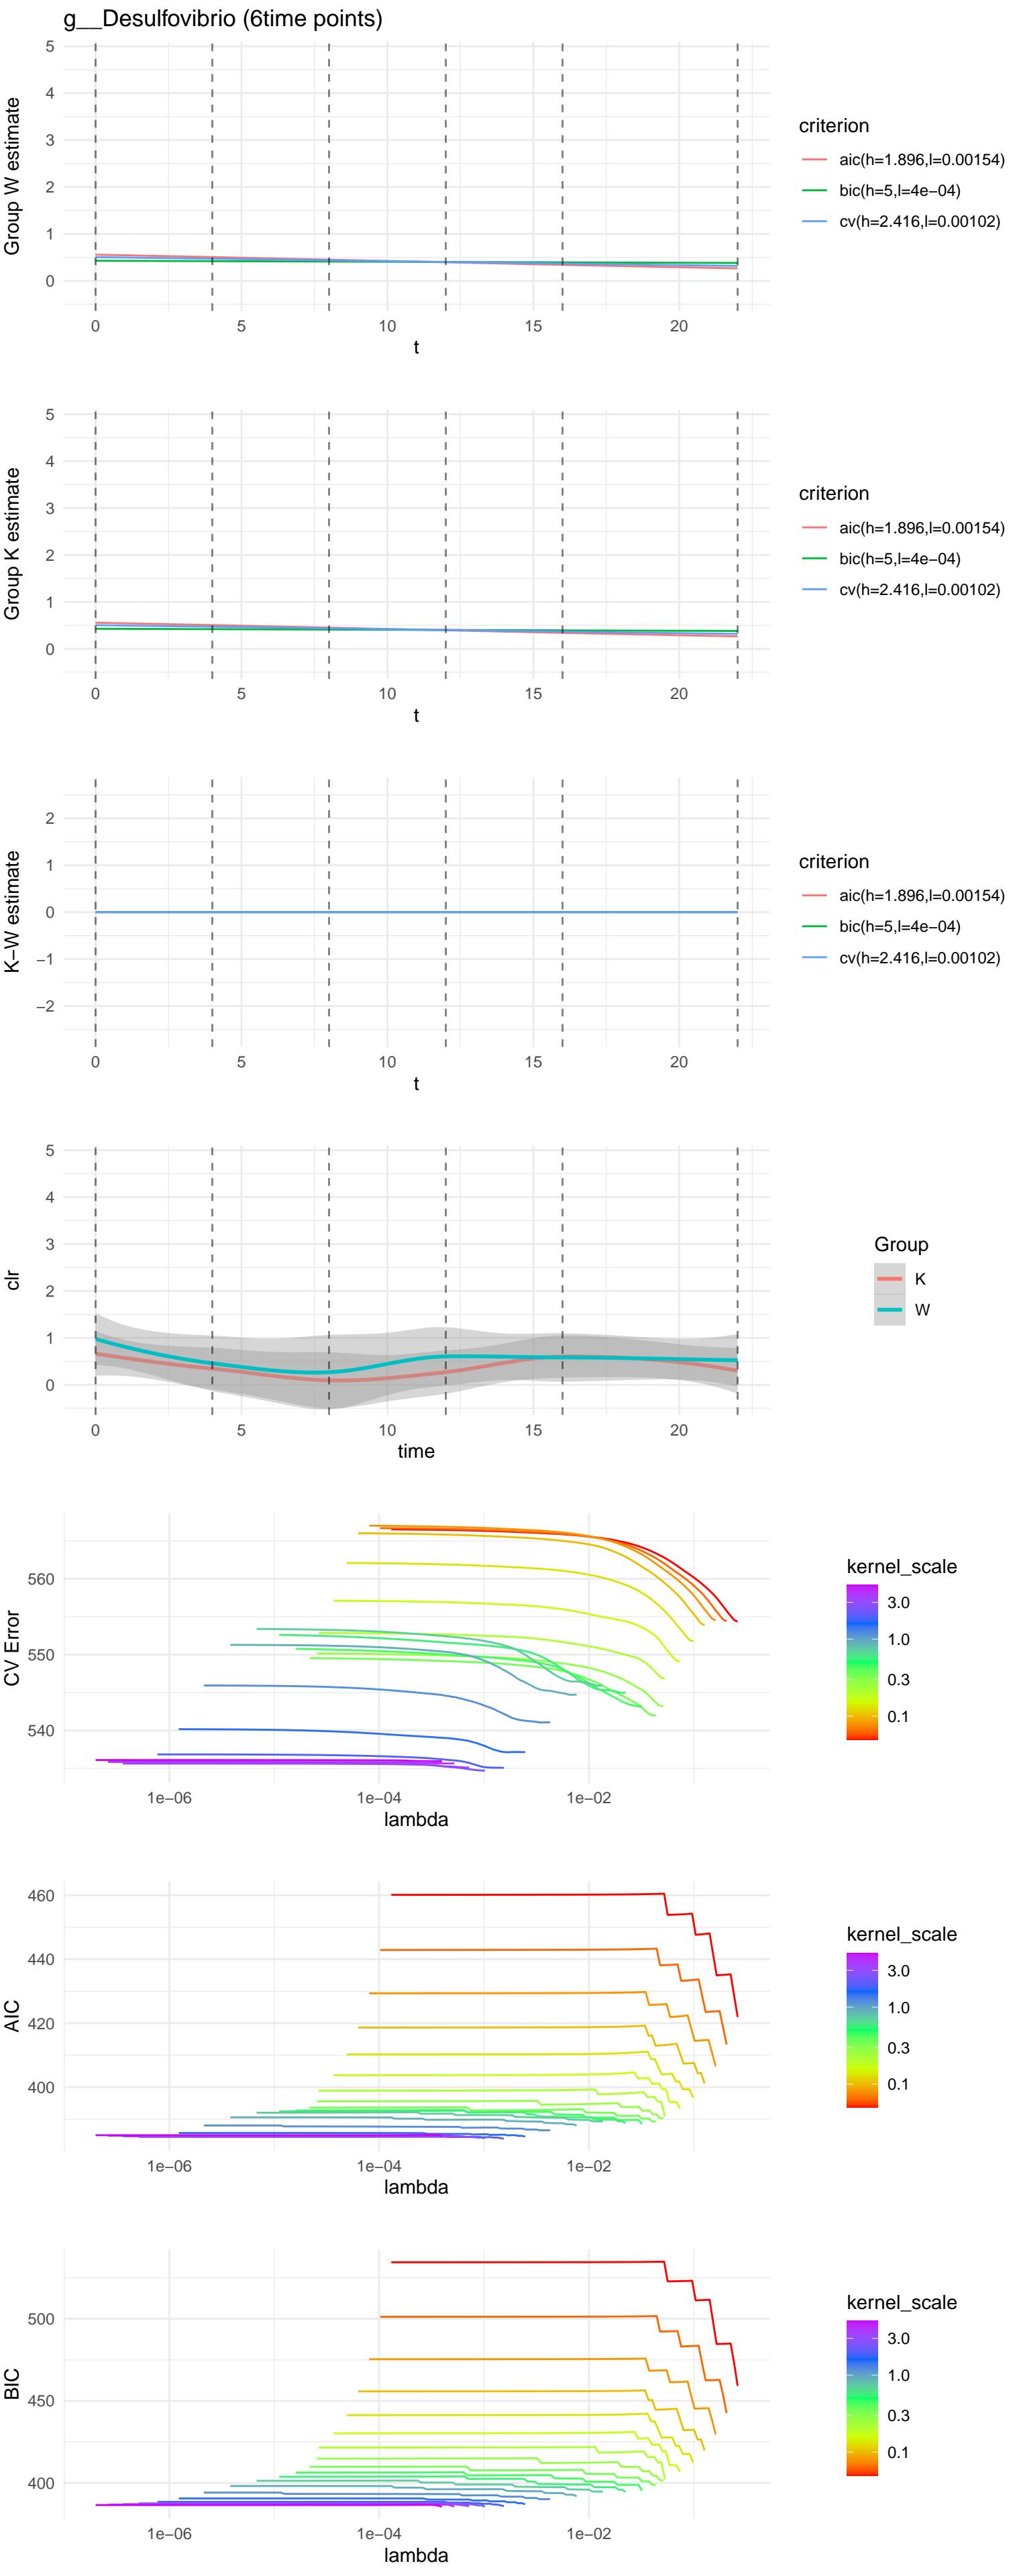 g__Desulfovibrio (6time points)
Group W estimate
5
4
3
2
1
0
0 5 10 15 20
t
criterion
aic(h=1.896,l=0.00154)
bic(h=5,l=4e−04)
cv(h=2.416,l=0.00102)
Group K estimate
5
4
3
2
1
0
0 5 10 15 20
t
criterion
aic(h=1.896,l=0.00154)
bic(h=5,l=4e−04)
cv(h=2.416,l=0.00102)
K−W estimate
2
1
0
−1
−2
0 5 10 15 20
t
criterion
aic(h=1.896,l=0.00154)
bic(h=5,l=4e−04)
cv(h=2.416,l=0.00102)
clr
5
4
3
2
1
0
0 5 10 15 20
time
Group
K
W
CV Error
560
550
540
1e−06 1e−04 1e−02
lambda
kernel_scale
3.0
1.0
0.3
0.1
AIC
460
440
420
400
1e−06 1e−04 1e−02
lambda
kernel_scale
3.0
1.0
0.3
0.1
BIC
500
450
400
1e−06 1e−04 1e−02
lambda
kernel_scale
3.0
1.0
0.3
0.1